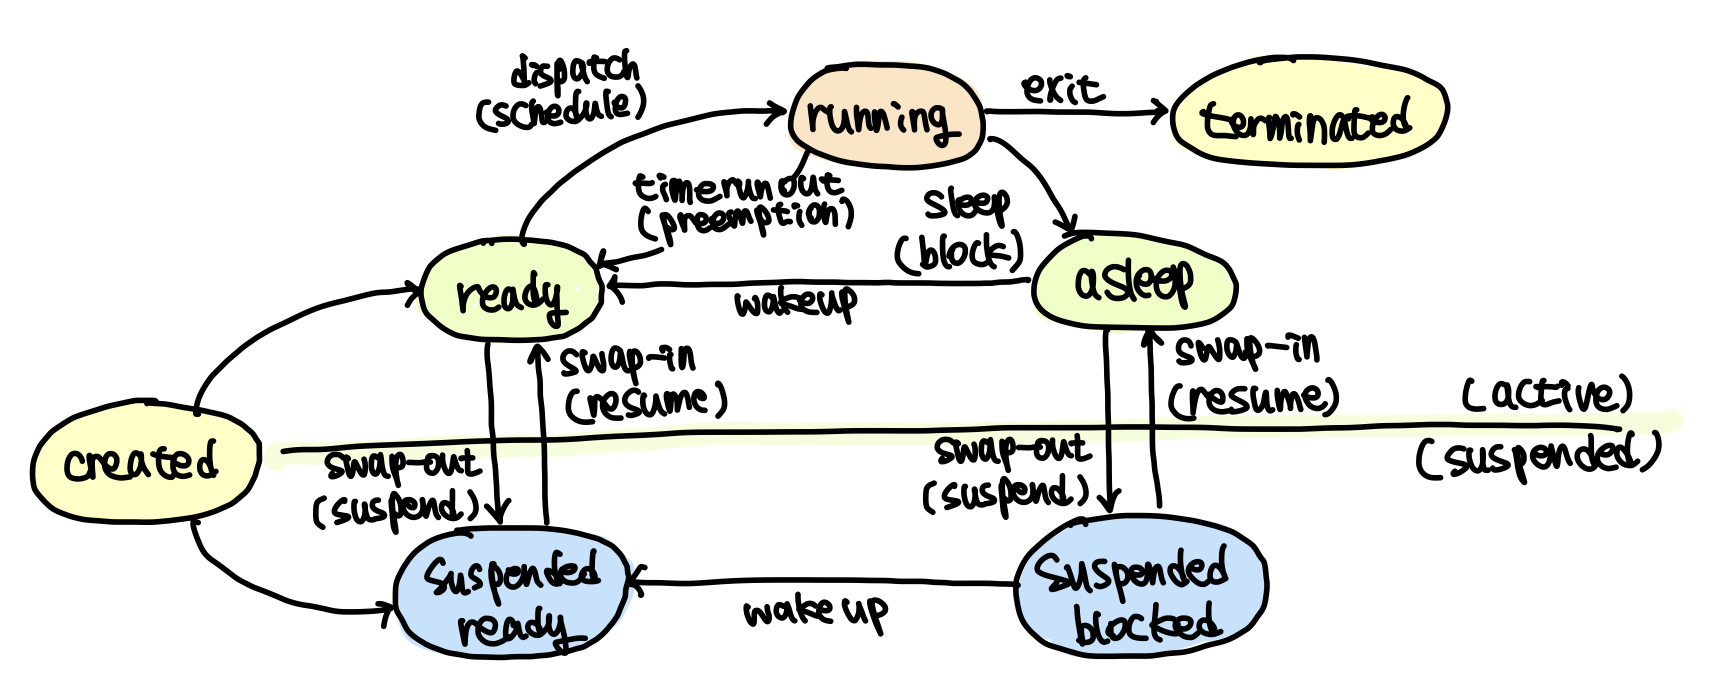 dispatch
(schedule)
running
exit
terminated
timerunout
(preemption)
sleep
(block)
ready
wakeup
asleep
swap-in
(resume)
swap-in
(resume)
(active)
created
swap-out
(suspend)
swap-out
(suspend)
(suspended)
suspended
ready
wake up
suspended
blocked